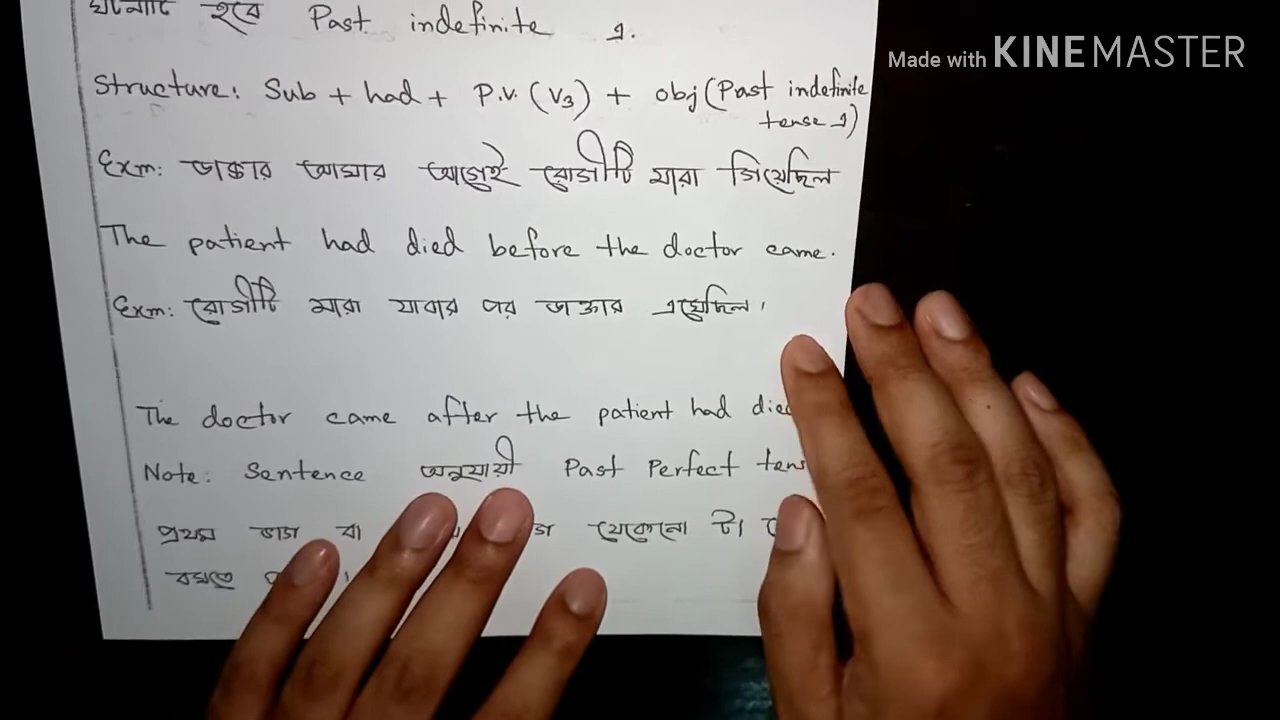 হবে Past indefinite এ.
Made with KINEMASTER
Structure: Sub + had + P.V. (V3) + obj (Past indefinite
tense এ)
Exm: ডাক্তার আসার আগেই রোগীটি মারা গিয়েছিল
The patient had died before the doctor came.
Exm: রোগীটি মারা যাবার পর ডাক্তার এসেছিল।
The doctor came after the patient had died
Note: Sentence অনুযায়ী Past Perfect tens
প্রথম ভাগ বা যেকোনো টা
বসতে